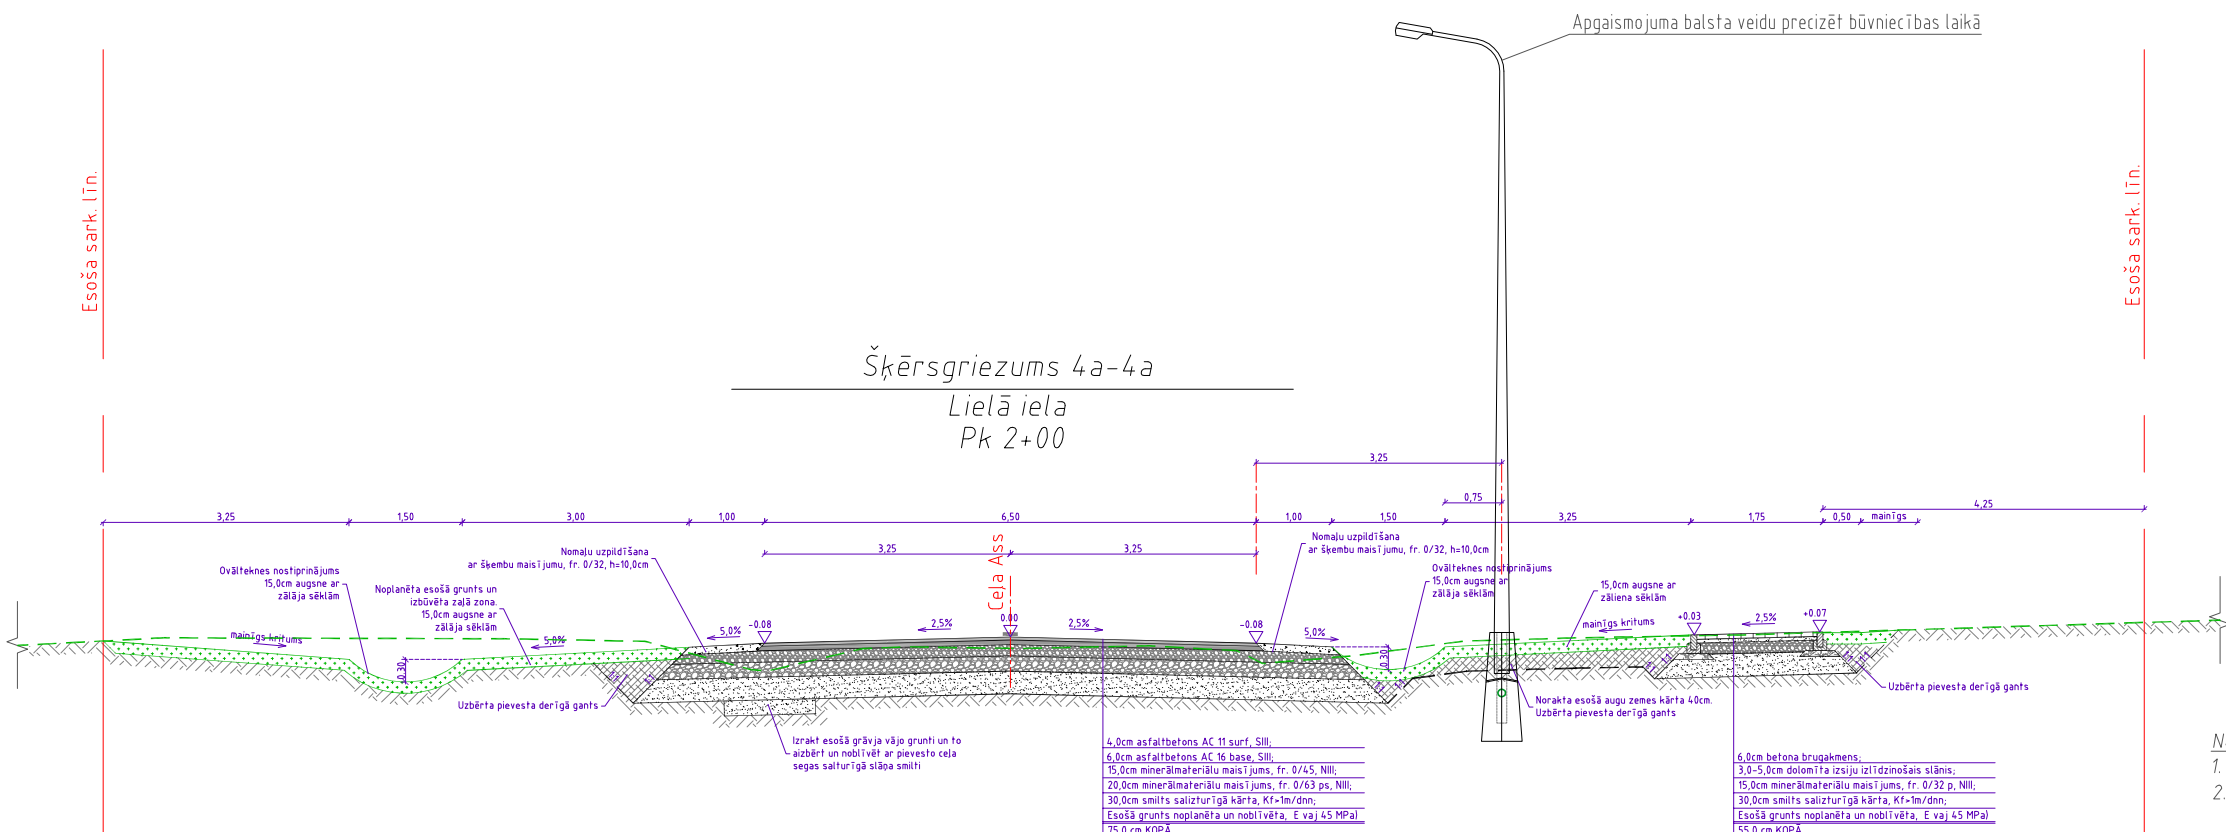 Apgaismojuma balsta veidu precizēt būvniecības laikā
Esoša sark. līn.
Esoša sark. līn.
Šķērsgriezums 4a-4a
Lielā iela
Pk 2+00
3,25
0,75
4,25
3,25
1,50
3,00
1,00
6,50
1,00
1,50
3,25
1,75
0,50
mainīgs
3,25
3,25
Ceļa Ass
Nomaļu uzpildīšana
ar šķembu maisījumu, fr. 0/32, h=10,0cm
Nomaļu uzpildīšana
ar šķembu maisījumu, fr. 0/32, h=10,0cm
Ovālteknes nostiprinājums
15,0cm augsne ar
zālāja sēklām
Noplanēta esošā grunts un
izbūvēta zaļā zona.
15,0cm augsne ar
zālāja sēklām
Ovālteknes nostiprinājums
15,0cm augsne ar
zālāja sēklām
15,0cm augsne ar
zāliena sēklām
mainīgs kritums
5,0%
5,0%
-0.08
2,5%
0.00
2,5%
-0.08
5,0%
mainīgs kritums
+0.03
2,5%
+0.07
0,30
0,30
Uzbērta pievesta derīgā gants
Uzbērta pievesta derīgā gants
Norakta esošā augu zemes kārta 40cm.
Uzbērta pievesta derīgā gants
Izrakt esošā grāvja vājo grunti un to
aizbērt un noblīvēt ar pievesto ceļa
segas salturīgā slāņa smilti
4,0cm asfaltbetons AC 11 surf, SIII;
6,0cm asfaltbetons AC 16 base, SIII;
15,0cm minerālmateriālu maisījums, fr. 0/45, NIII;
20,0cm minerālmateriālu maisījums, fr. 0/63 ps, NIII;
30,0cm smilts salizturīgā kārta, Kf>1m/dnn;
Esošā grunts noplanēta un noblīvēta, E vaj 45 MPa)
75,0 cm KOPĀ
6,0cm betona brugakmens;
3,0-5,0cm dolomīta izsiju izlīdzinošais slānis;
15,0cm minerālmateriālu maisījums, fr. 0/32 p, NIII;
30,0cm smilts salizturīgā kārta, Kf>1m/dnn;
Esošā grunts noplanēta un noblīvēta, E vaj 45 MPa)
55,0 cm KOPĀ
1.
2.